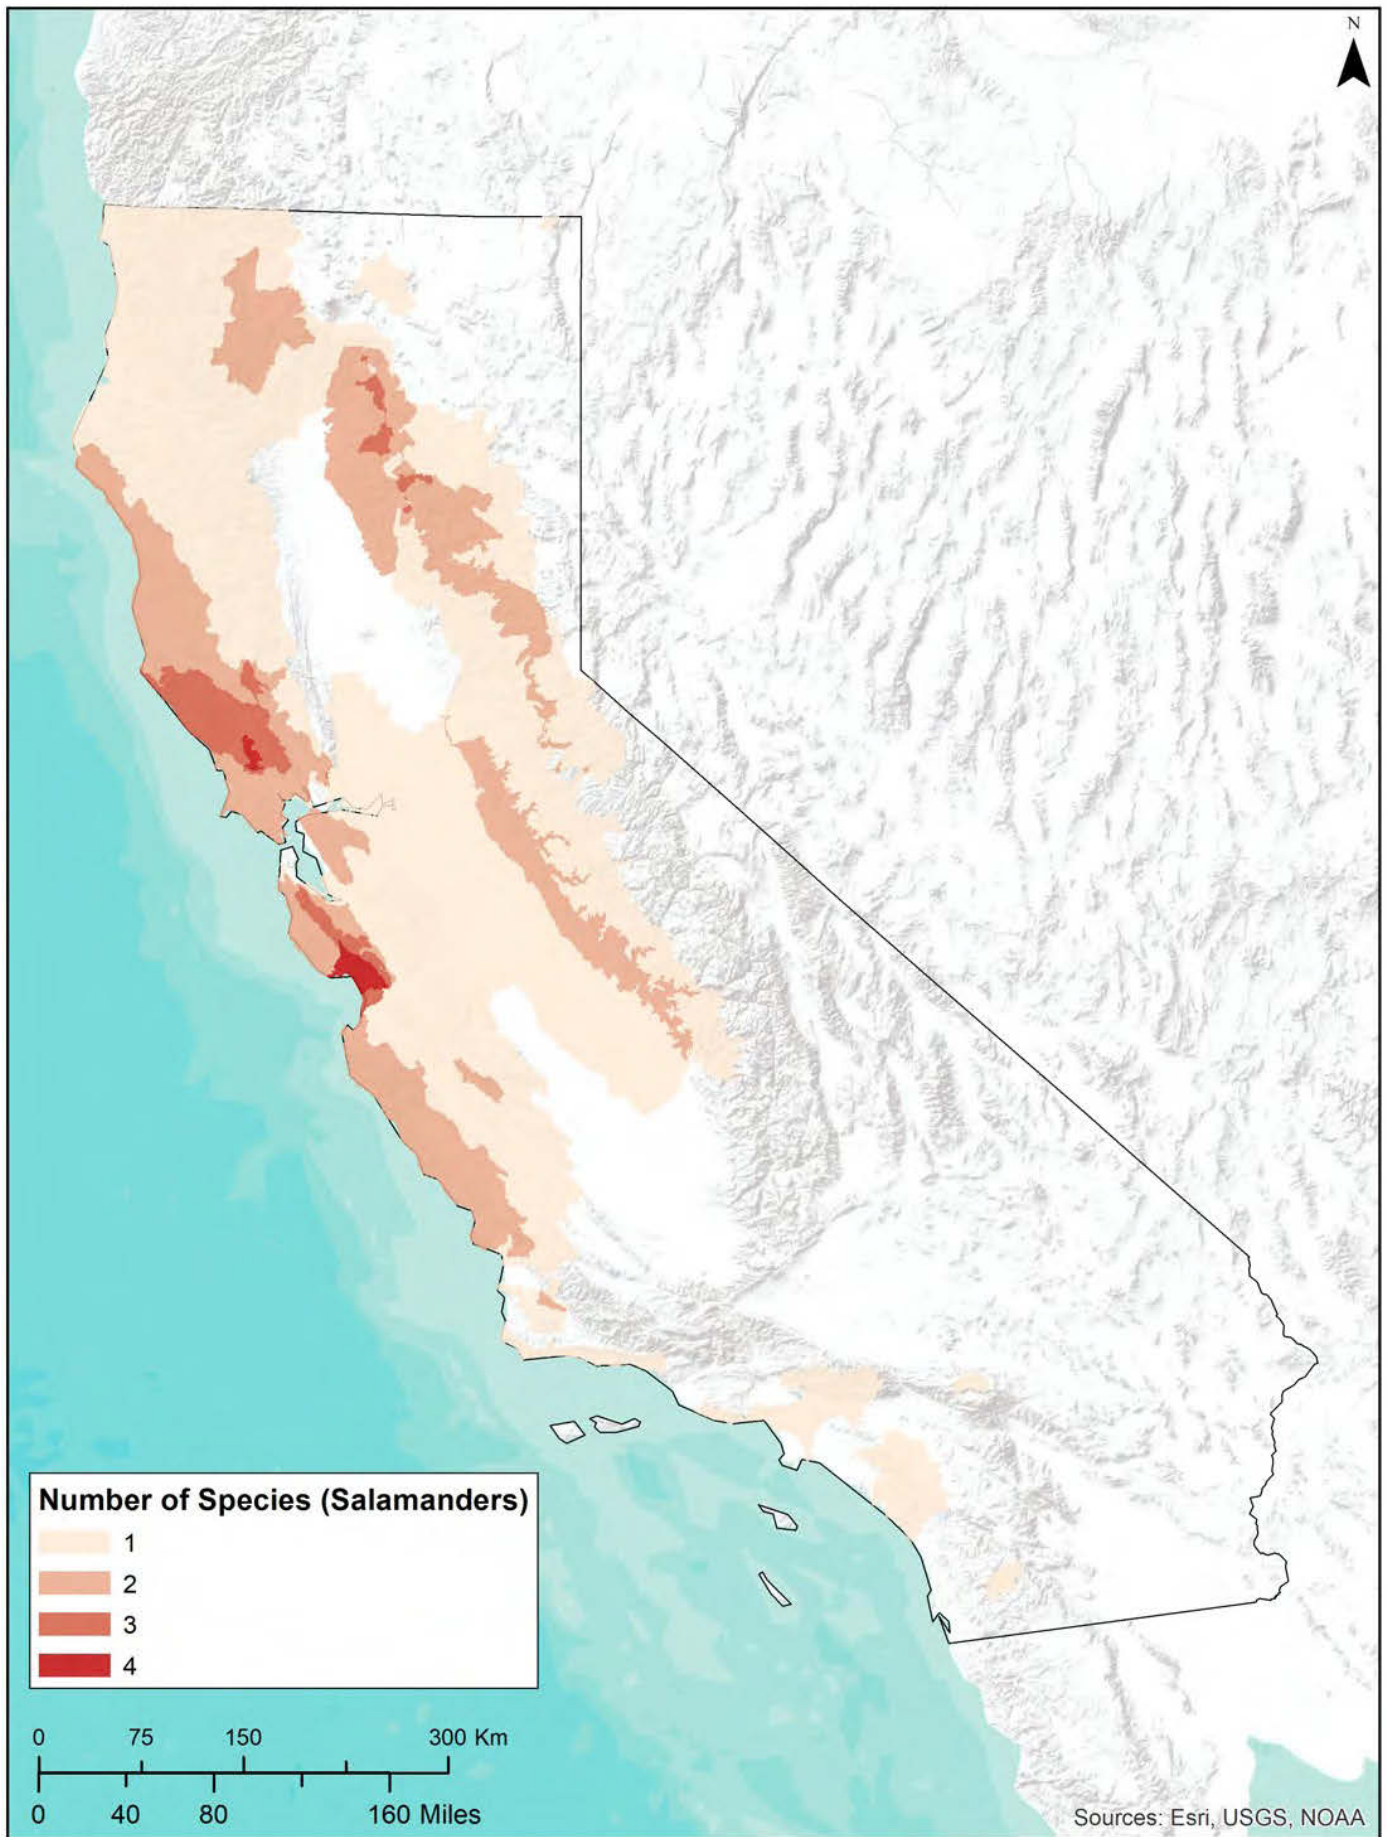 N
Number of Species (Salamanders)
1
2
3
4
0 75 150 300 Km
0 40 80 160 Miles
Sources: Esri, USGS, NOAA